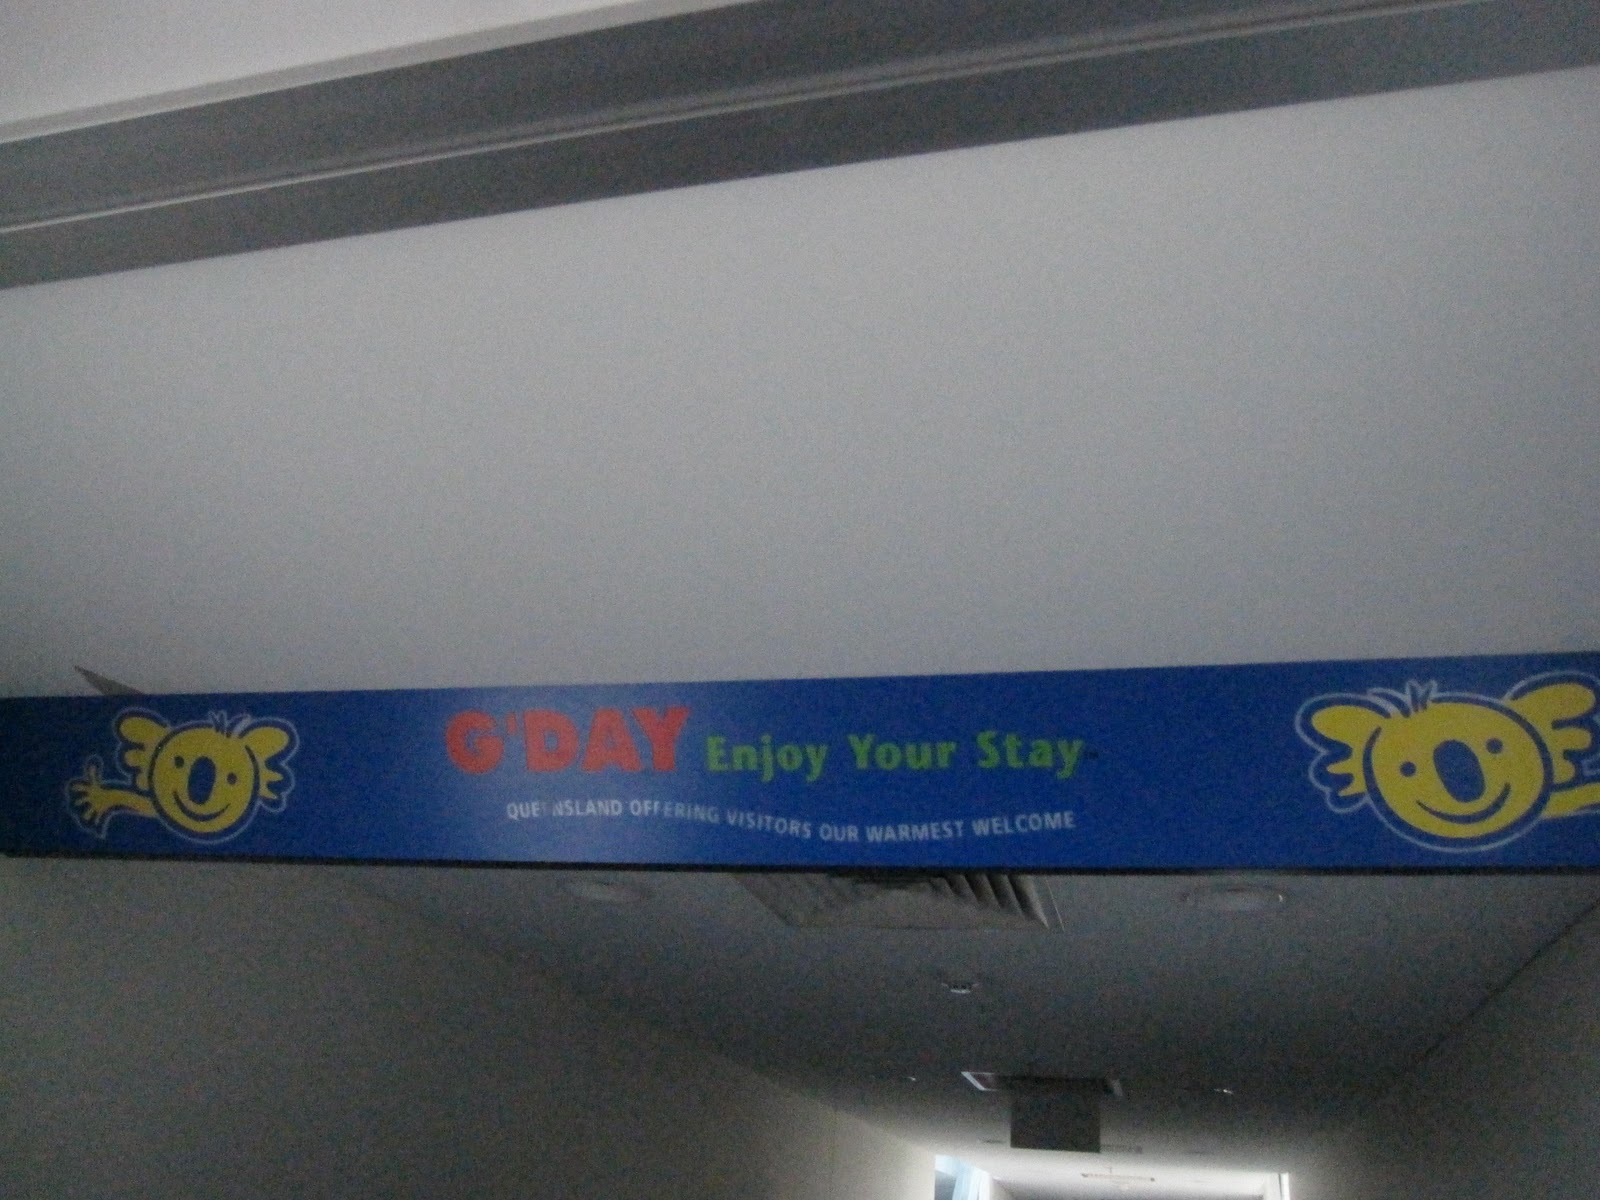 G'DAY Enjoy Your Stay
QUEENSLAND OFFERING VISITORS OUR WARMEST WELCOME